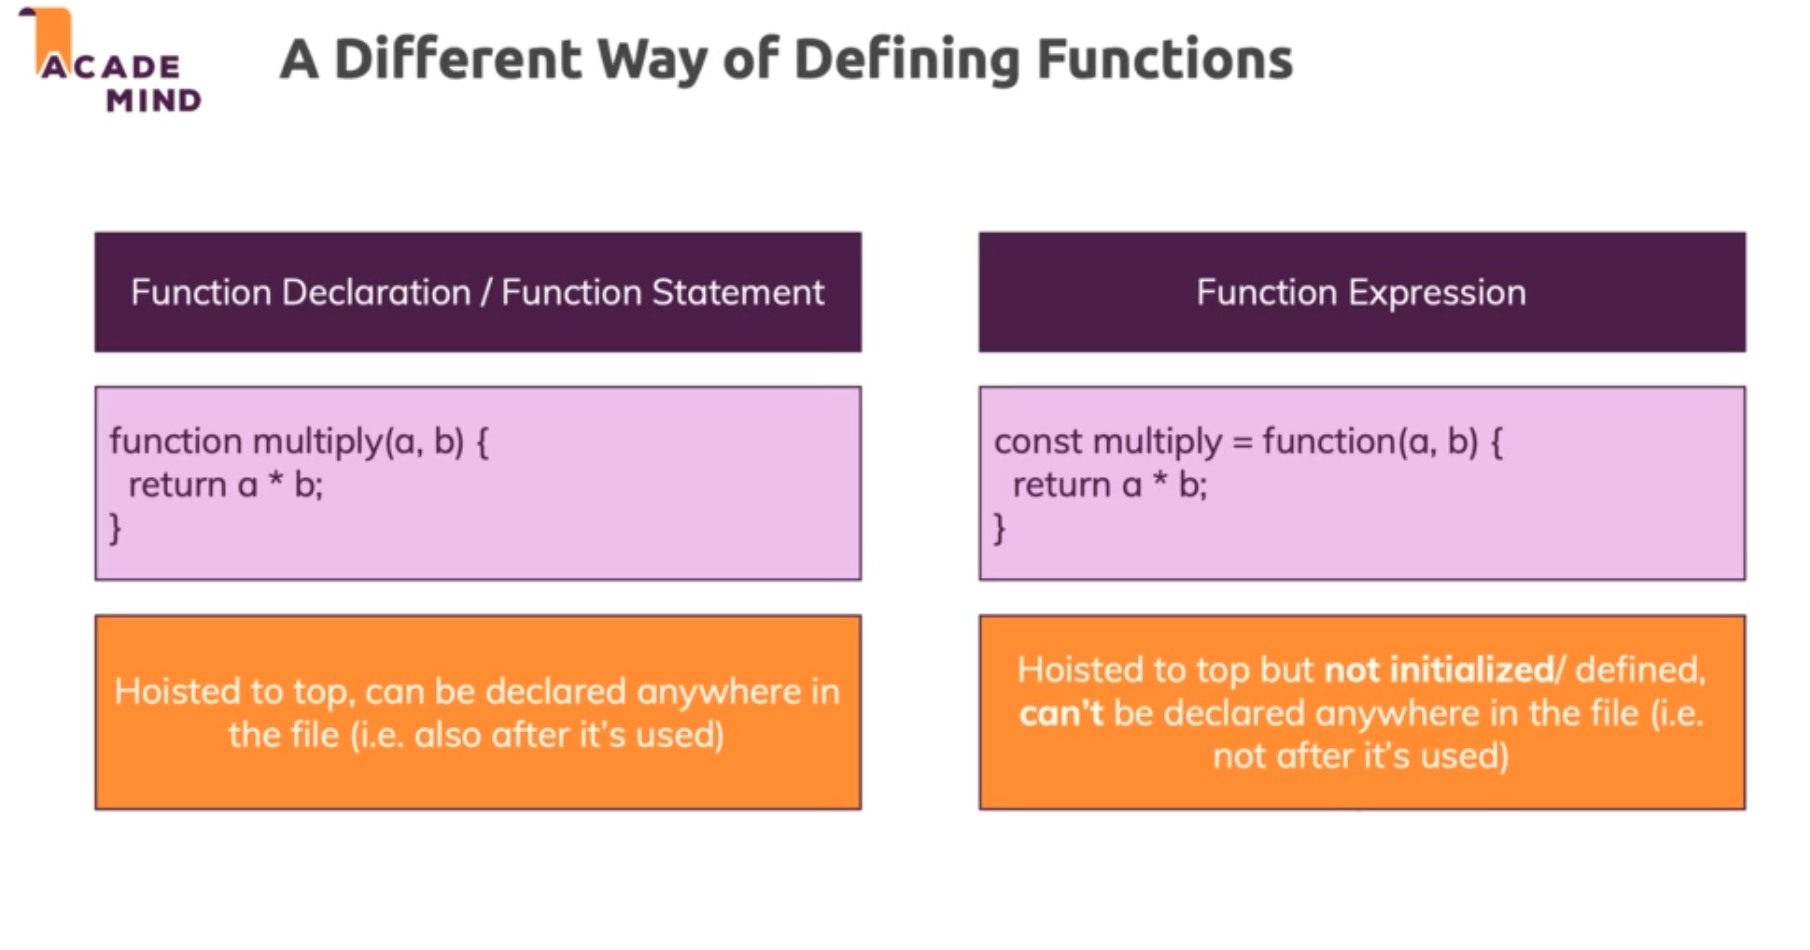 ACADE
MIND
A Different Way of Defining Functions
Function Declaration / Function Statement
function multiply(a, b) {
return a * b;
}
Hoisted to top, can be declared anywhere in
the file (i.e. also after it's used)
Function Expression
const multiply = function(a, b) {
return a * b;
}
Hoisted to top but not initialized/ defined,
can't be declared anywhere in the file (i.e.
not after it's used)